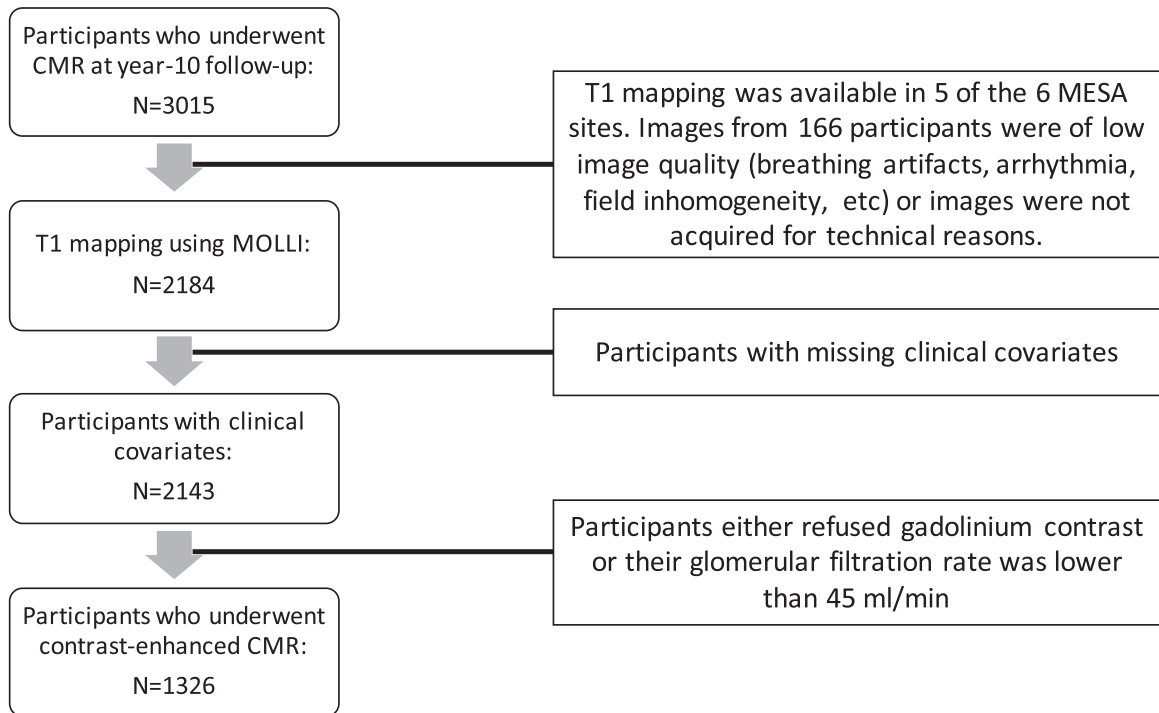 Participants who underwent
CMR at year-10 follow-up:
N=3015
T1 mapping was available in 5 of the 6 MESA
sites. Images from 166 participants were of low
image quality (breathing artifacts, arrhythmia,
field inhomogeneity, etc) or images were not
acquired for technical reasons.
T1 mapping using MOLLI:
N=2184
Participants with missing clinical covariates
Participants with clinical
covariates:
N=2143
Participants either refused gadolinium contrast
or their glomerular filtration rate was lower
than 45 ml/min
Participants who underwent
contrast-enhanced CMR:
N=1326